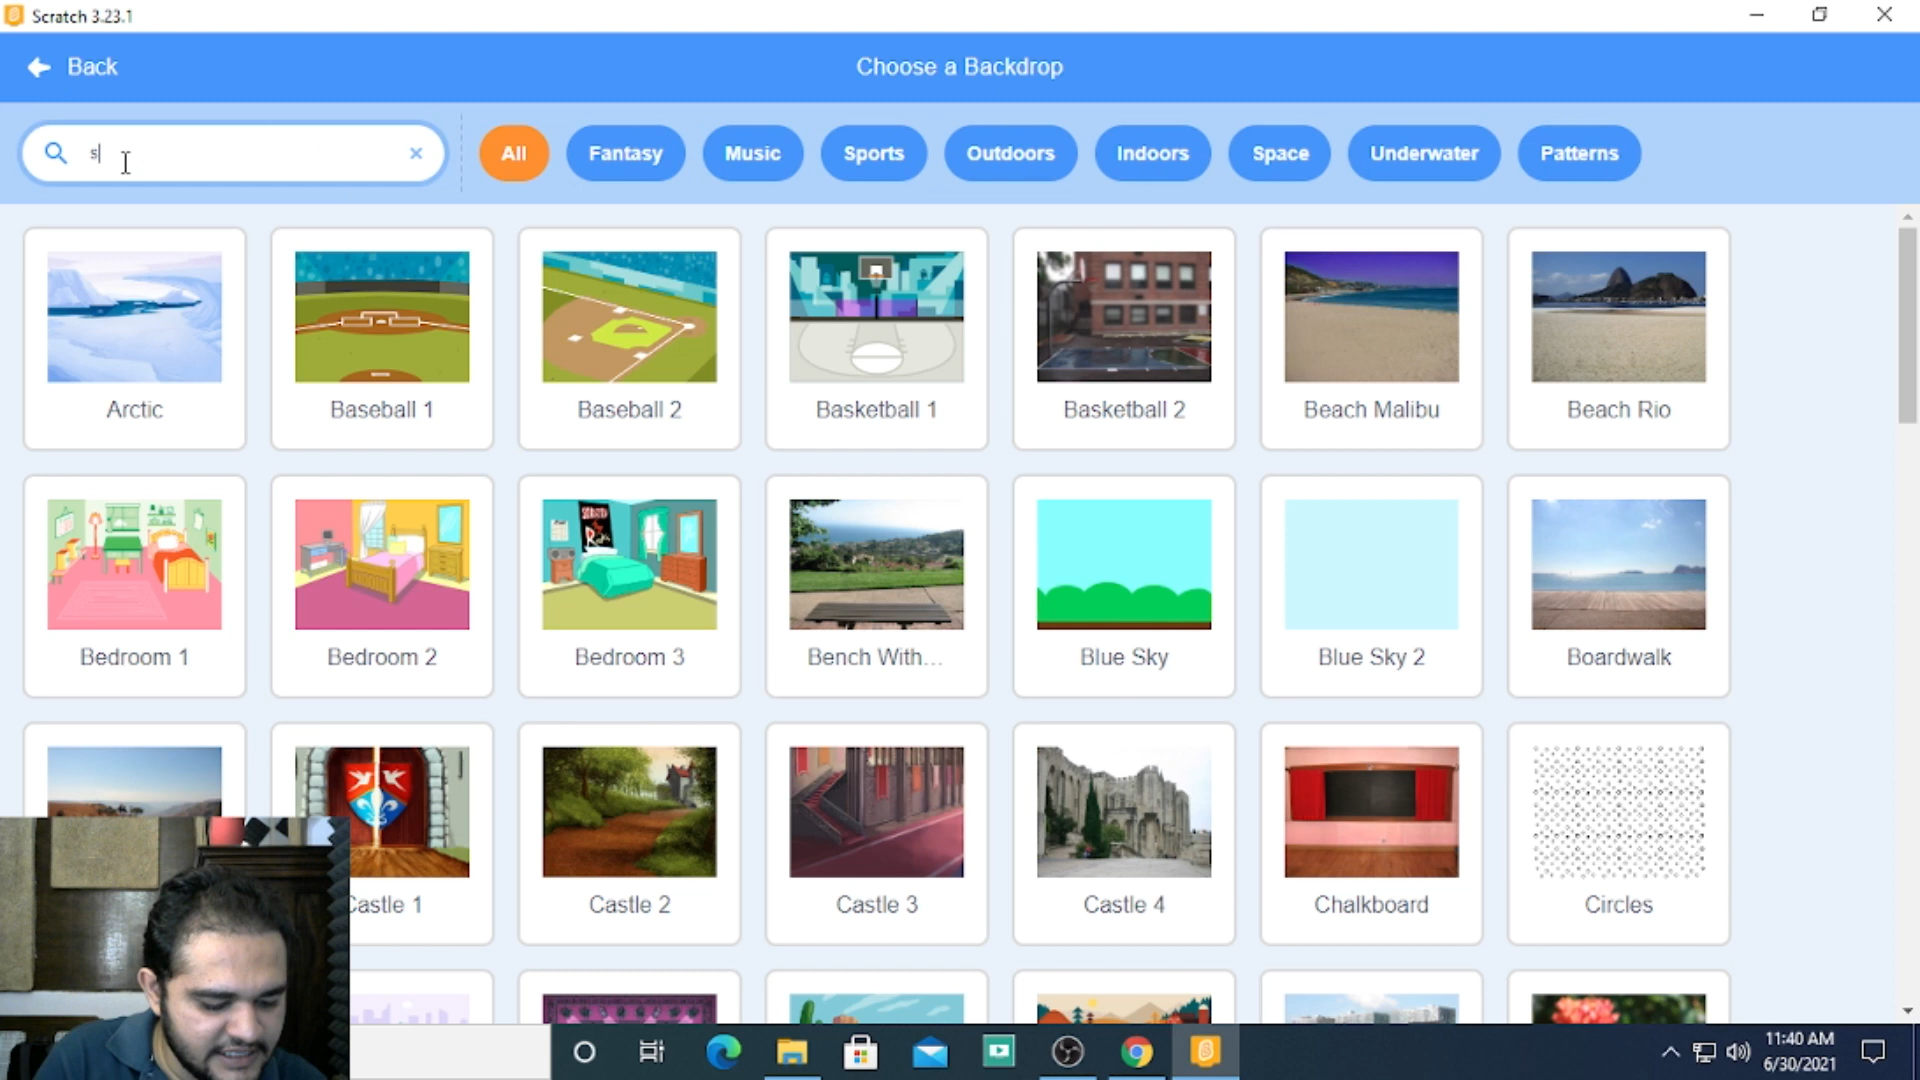 Scratch 3.23.1
Back
Choose a Backdrop
s
All
Fantasy
Music
Sports
Outdoors
Indoors
Space
Underwater
Patterns
Arctic
Baseball 1
Baseball 2
Basketball 1
Basketball 2
Beach Malibu
Beach Rio
Bedroom 1
Bedroom 2
Bedroom 3
Bench With...
Blue Sky
Blue Sky 2
Boardwalk
Castle 1
Castle 2
Castle 3
Castle 4
Chalkboard
Circles
11:40 AM
6/30/2021